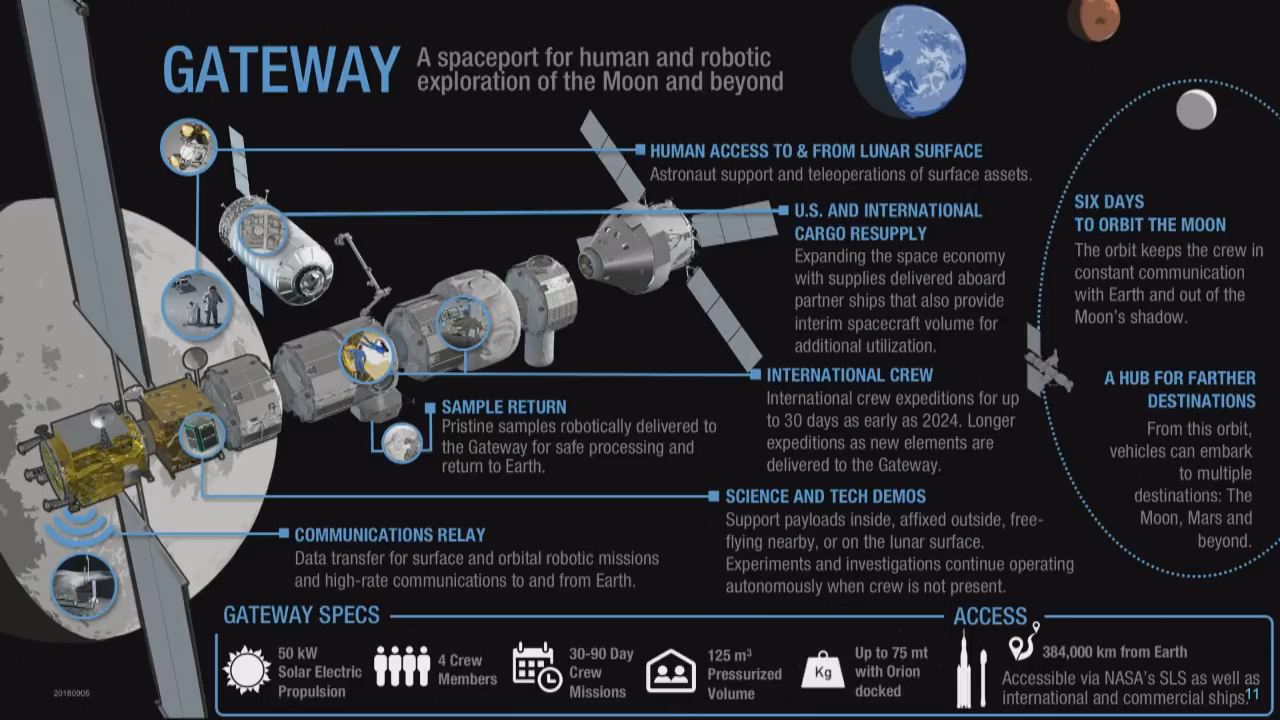 GATEWAY
A spaceport for human and robotic
exploration of the Moon and beyond
HUMAN ACCESS TO & FROM LUNAR SURFACE
Astronaut support and teleoperations of surface assets.
U.S. AND INTERNATIONAL
CARGO RESUPPLY
Expanding the space economy
with supplies delivered aboard
partner ships that also provide
interim spacecraft volume for
additional utilization.
SIX DAYS
TO ORBIT THE MOON
The orbit keeps the crew in
constant communication
with Earth and out of the
Moon's shadow.
INTERNATIONAL CREW
International crew expeditions for up
to 30 days as early as 2024. Longer
expeditions as new elements are
delivered to the Gateway.
A HUB FOR FARTHER
DESTINATIONS
From this orbit,
vehicles can embark
to multiple
destinations: The
Moon, Mars and
beyond.
SAMPLE RETURN
Pristine samples robotically delivered to
the Gateway for safe processing and
return to Earth.
SCIENCE AND TECH DEMOS
Support payloads inside, affixed outside, free-
flying nearby, or on the lunar surface.
Experiments and investigations continue operating
autonomously when crew is not present.
COMMUNICATIONS RELAY
Data transfer for surface and orbital robotic missions
and high-rate communications to and from Earth.
GATEWAY SPECS
50 kW
Solar Electric
Propulsion
4 Crew
Members
30-90 Day
Crew
Missions
125 m³
Pressurized
Volume
Kg
Up to 75 mt
with Orion
docked
ACCESS
384,000 km from Earth
Accessible via NASA's SLS as well as
international and commercial ships.
20180905
11